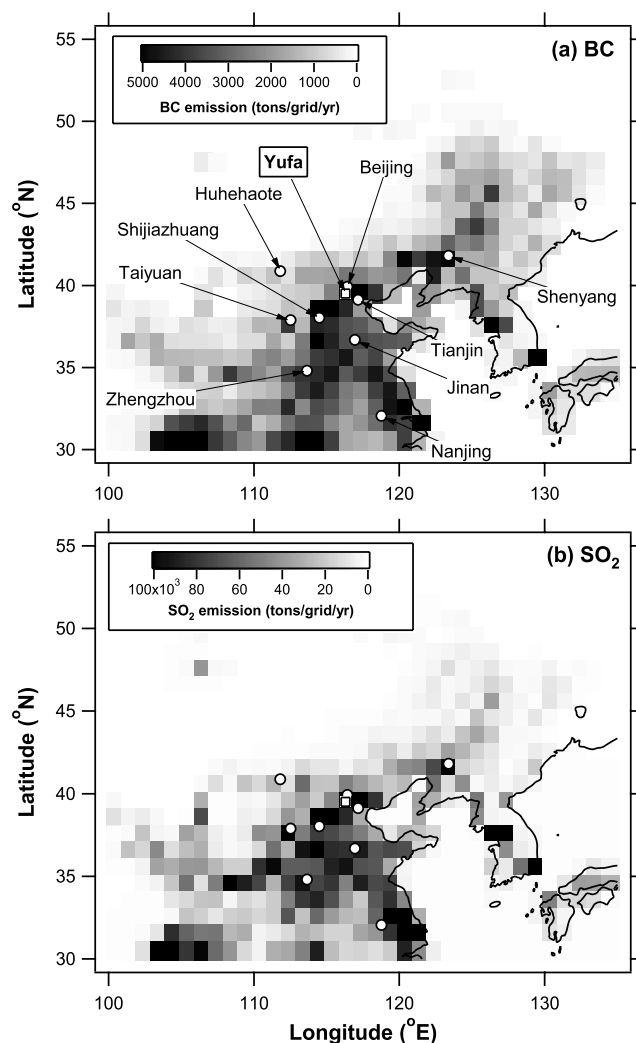 (a) BC
5000 4000 3000 2000 1000 0
BC emission (tons/grid/yr)
Yufa
Beijing
Huhehaote
Shijiazhuang
Taiyuan
Shenyang
Tianjin
Jinan
Zhengzhou
Nanjing
55
50
45
40
35
30
Latitude (°N)
100 110 120 130
(b) SO₂
100x10³ 80 60 40 20 0
SO₂ emission (tons/grid/yr)
55
50
45
40
35
30
Latitude (°N)
100 110 120 130
Longitude (°E)